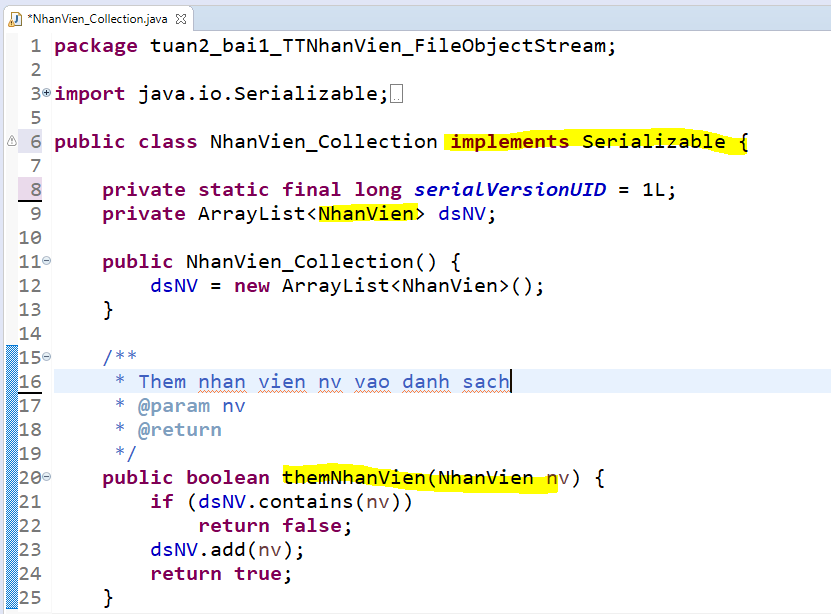 *NhanVien_Collection.java
1 package tuan2_bai1_TTNhanVien_FileObjectStream;
2
3 import java.io.Serializable;
5
6 public class NhanVien_Collection implements Serializable {
7
8 private static final long serialVersionUID = 1L;
9 private ArrayList<NhanVien> dsNV;
10
11 public NhanVien_Collection() {
12 dsNV = new ArrayList<NhanVien>();
13 }
14
15 /**
16 * Them nhan vien nv vao danh sach
17 * @param nv
18 * @return
19 */
20 public boolean themNhanVien(NhanVien nv) {
21 if (dsNV.contains(nv))
22 return false;
23 dsNV.add(nv);
24 return true;
25 }